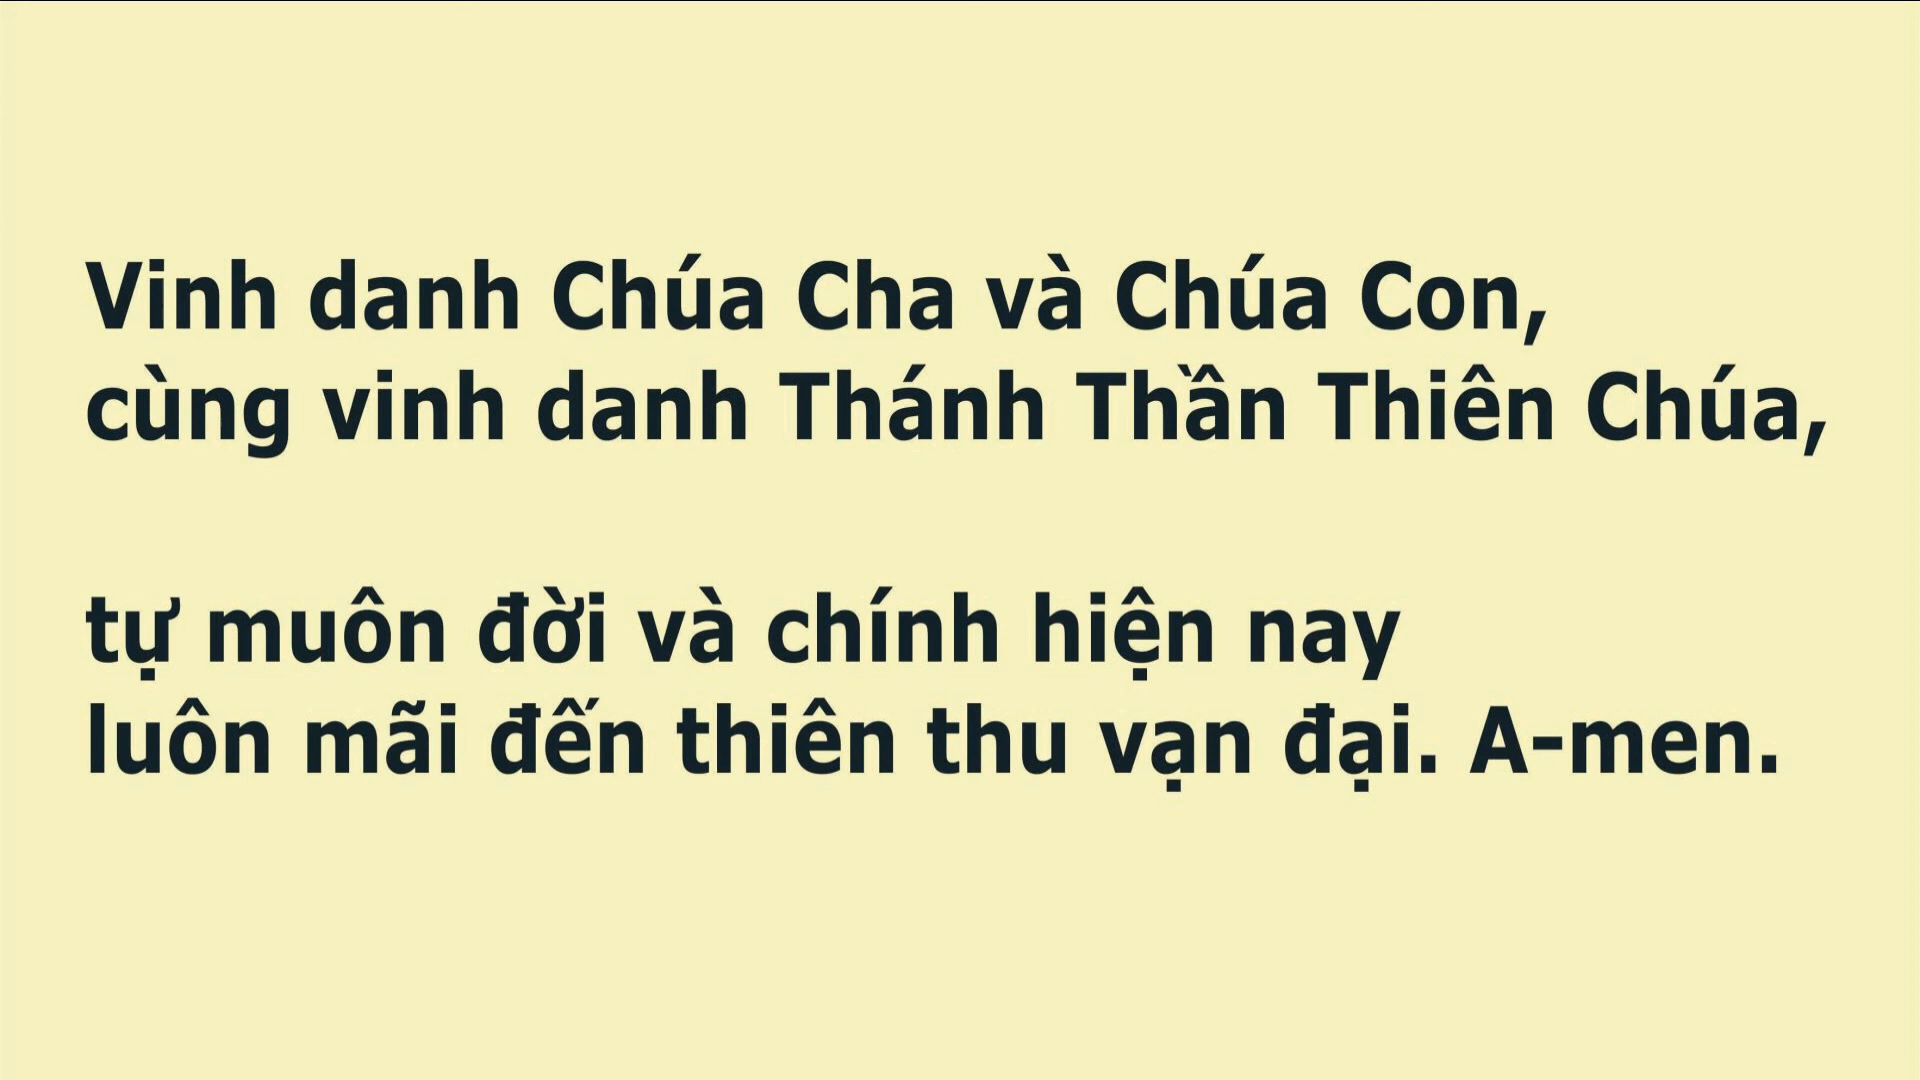 Vinh danh Chúa Cha và Chúa Con,
cùng vinh danh Thánh Thần Thiên Chúa,
tự muôn đời và chính hiện nay
luôn mãi đến thiên thu vạn đại. A-men.